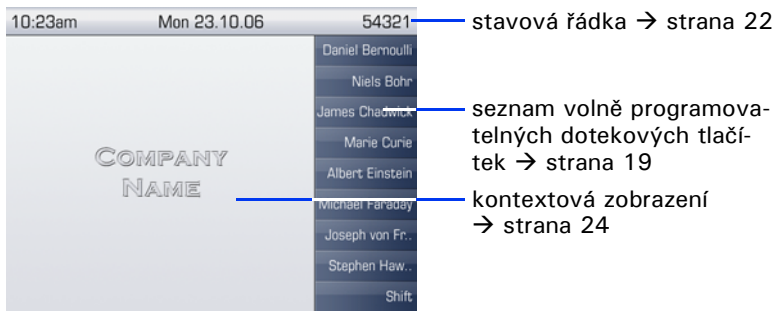 10:23am Mon 23.10.06 54321
Daniel Bernoulli
Niels Bohr
James Chadwick
Marie Curie
Albert Einstein
Michael Faraday
Joseph von Fr..
Stephen Haw..
Shift
COMPANY
NAME
stavová řádka → strana 22
seznam volně programova-
telných dotekových tlačí-
tek → strana 19
kontextová zobrazení
→ strana 24